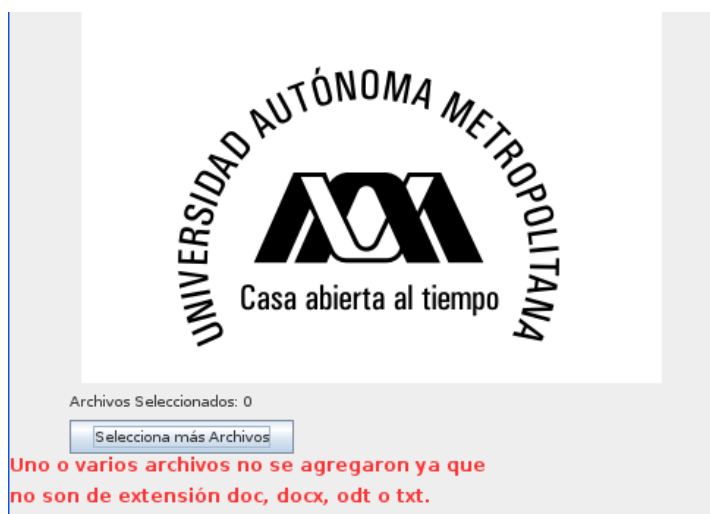 UNIVERSIDAD AUTÓNOMA METROPOLITANA
Casa abierta al tiempo
Archivos Seleccionados: 0
Selecciona más Archivos
Uno o varios archivos no se agregaron ya que
no son de extensión doc, docx, odt o txt.